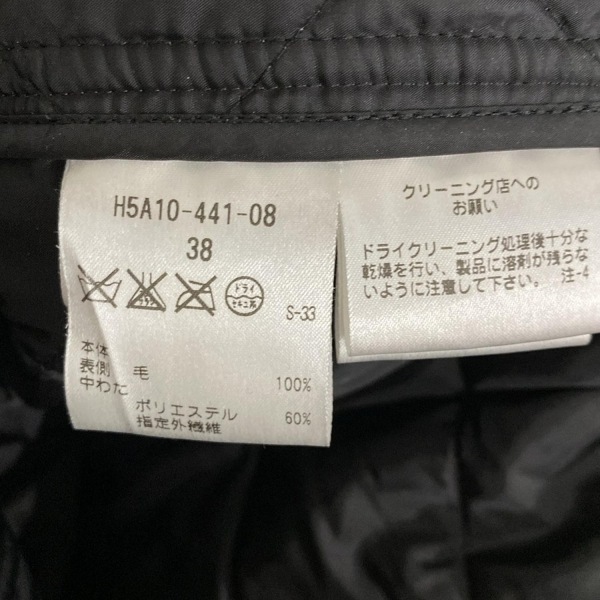 H5A10-441-08
38
ドライ
セキユ系
S-33
本体
表側 毛 100%
中わた
ポリエステル 60%
指定外繊維
クリーニング店への
お願い
ドライクリーニング処理後十分な
乾燥を行い、製品に溶剤が残らな
いように注意して下さい。 注-4